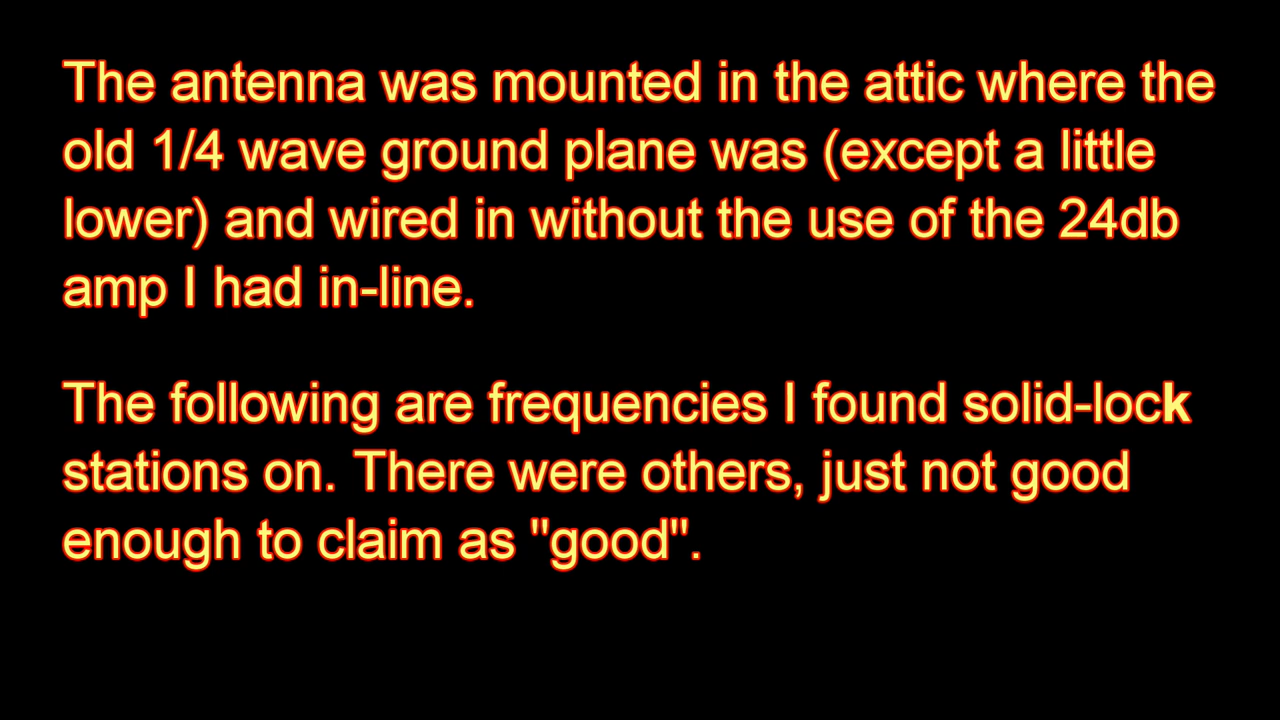 The antenna was mounted in the attic where the
old 1/4 wave ground plane was (except a little
lower) and wired in without the use of the 24db
amp I had in-line.
The following are frequencies I found solid-lock
stations on. There were others, just not good
enough to claim as "good".